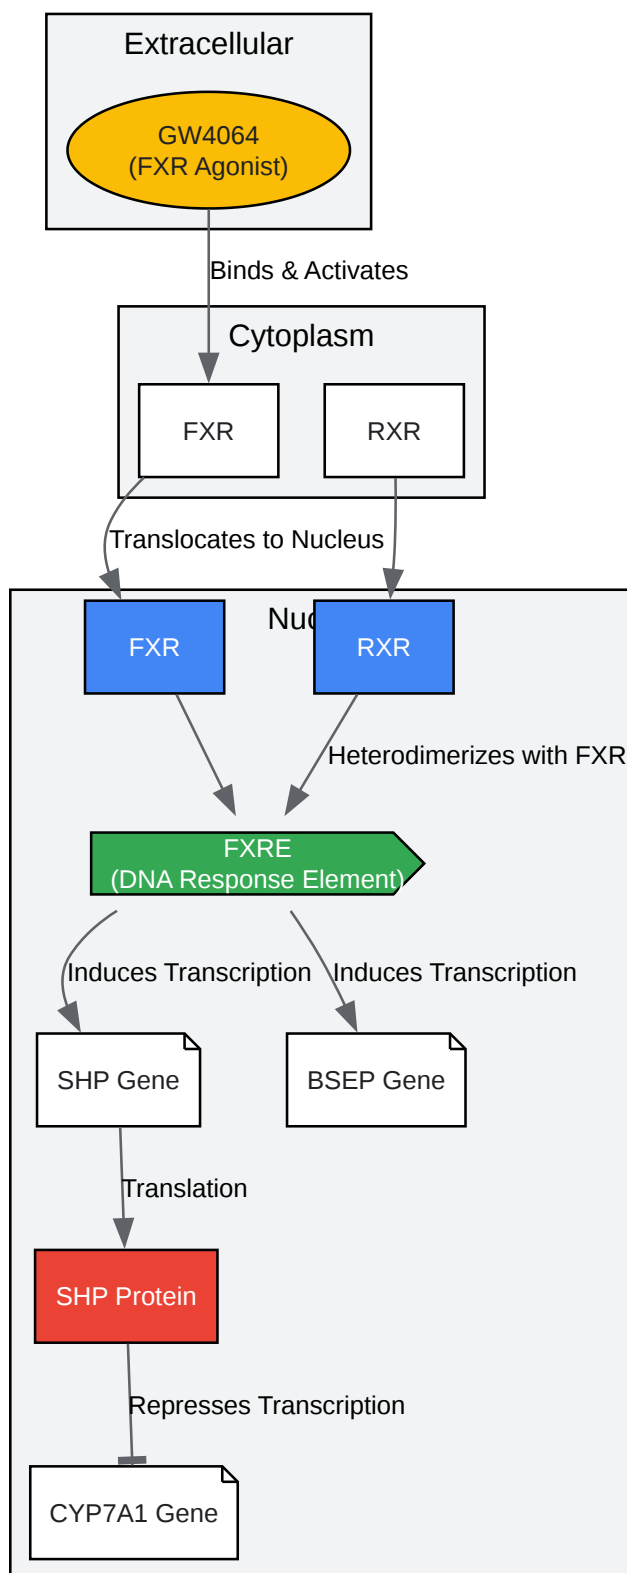 Extracellular
GW4064
(FXR Agonist)
Binds & Activates
Cytoplasm
FXR
RXR
Translocates to Nucleus
FXR
RXR
Heterodimerizes with FXR
FXRE
(DNA Response Element)
Induces Transcription
Induces Transcription
SHP Gene
BSEP Gene
Translation
SHP Protein
Represses Transcription
CYP7A1 Gene